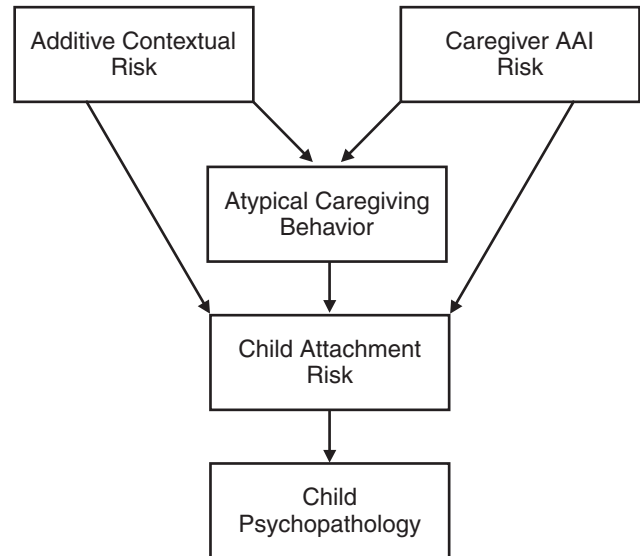 Additive Contextual
Risk
Caregiver AAI
Risk
Atypical Caregiving
Behavior
Child Attachment
Risk
Child
Psychopathology